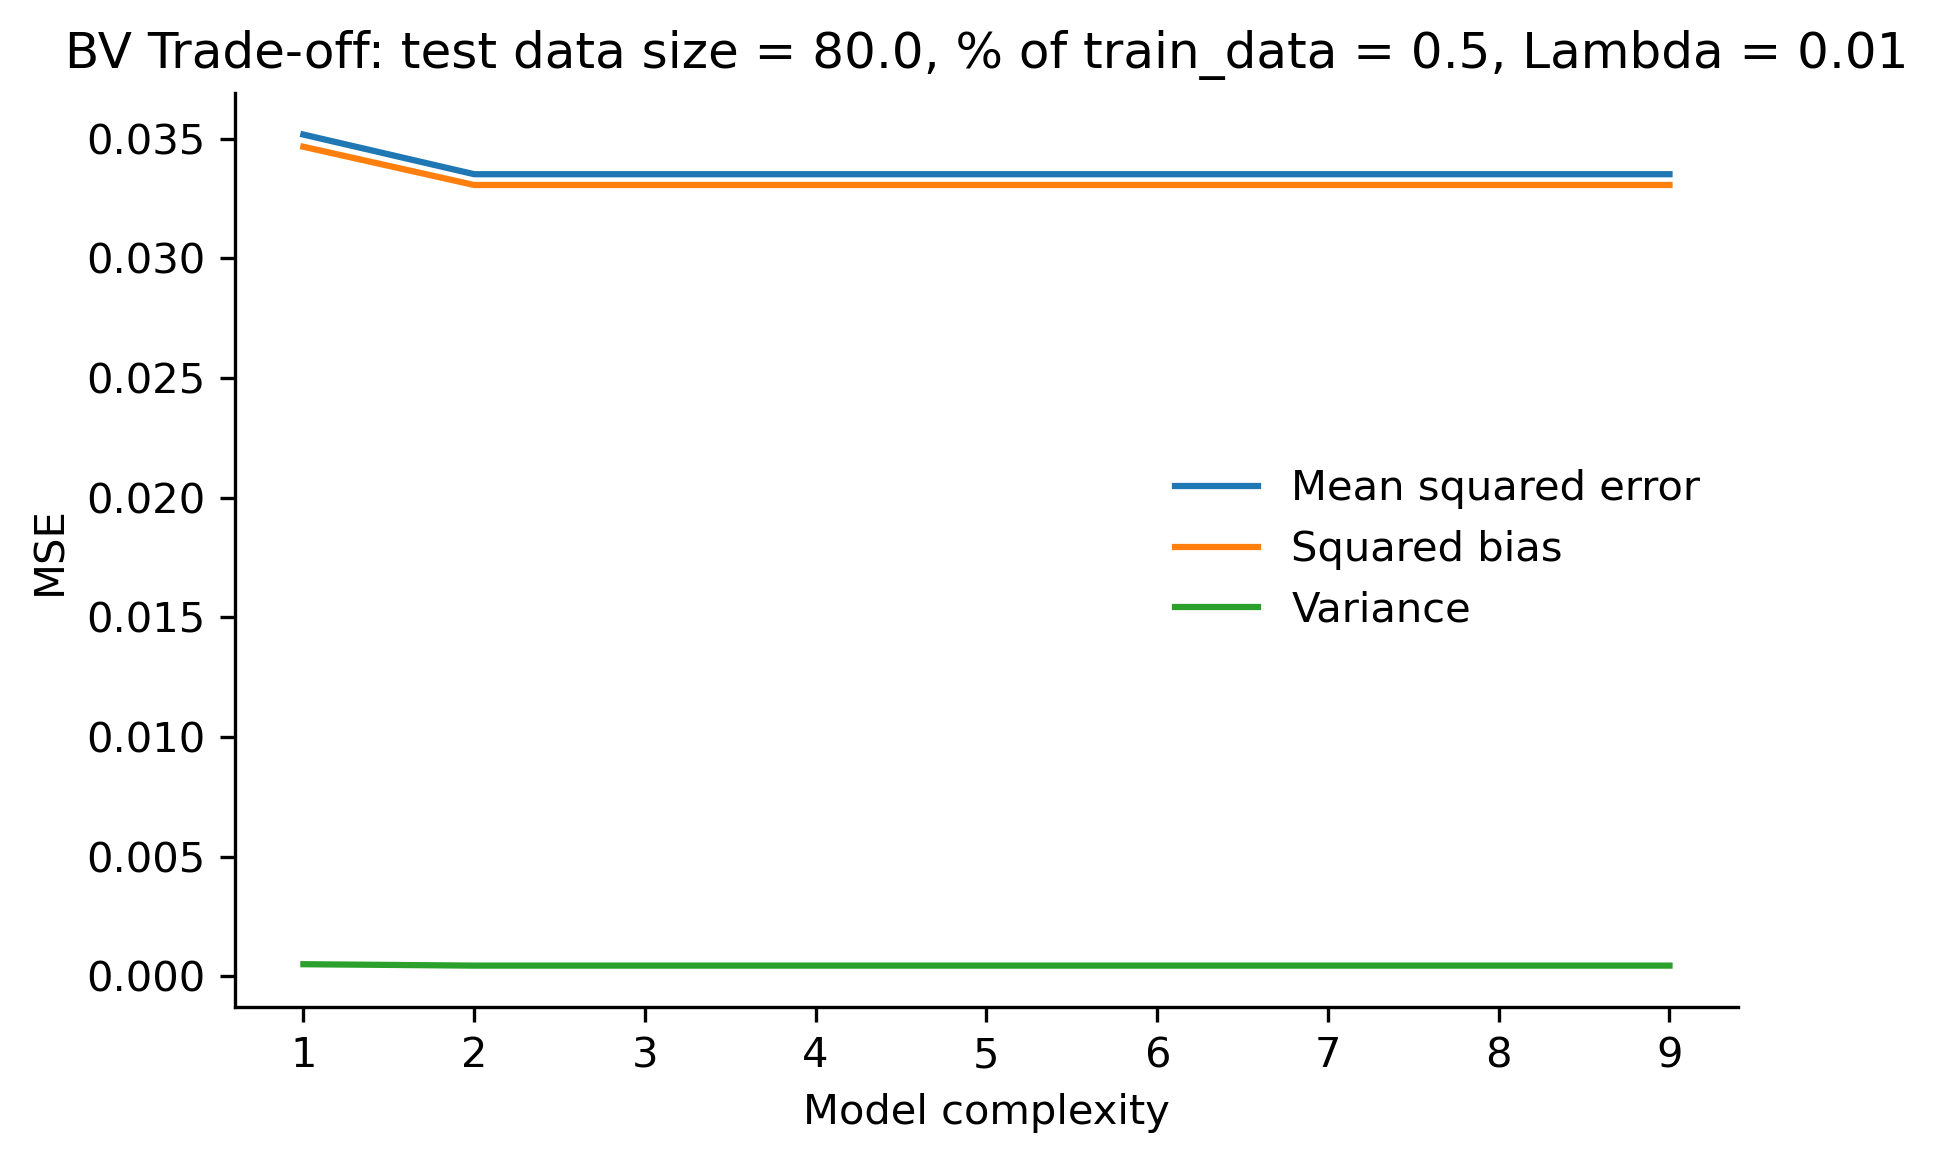 BV Trade-off: test data size = 80.0, % of train_data = 0.5, Lambda = 0.01
0.035
0.030
0.025
0.020
0.015
0.010
0.005
0.000
MSE
Mean squared error
Squared bias
Variance
1 2 3 4 5 6 7 8 9
Model complexity